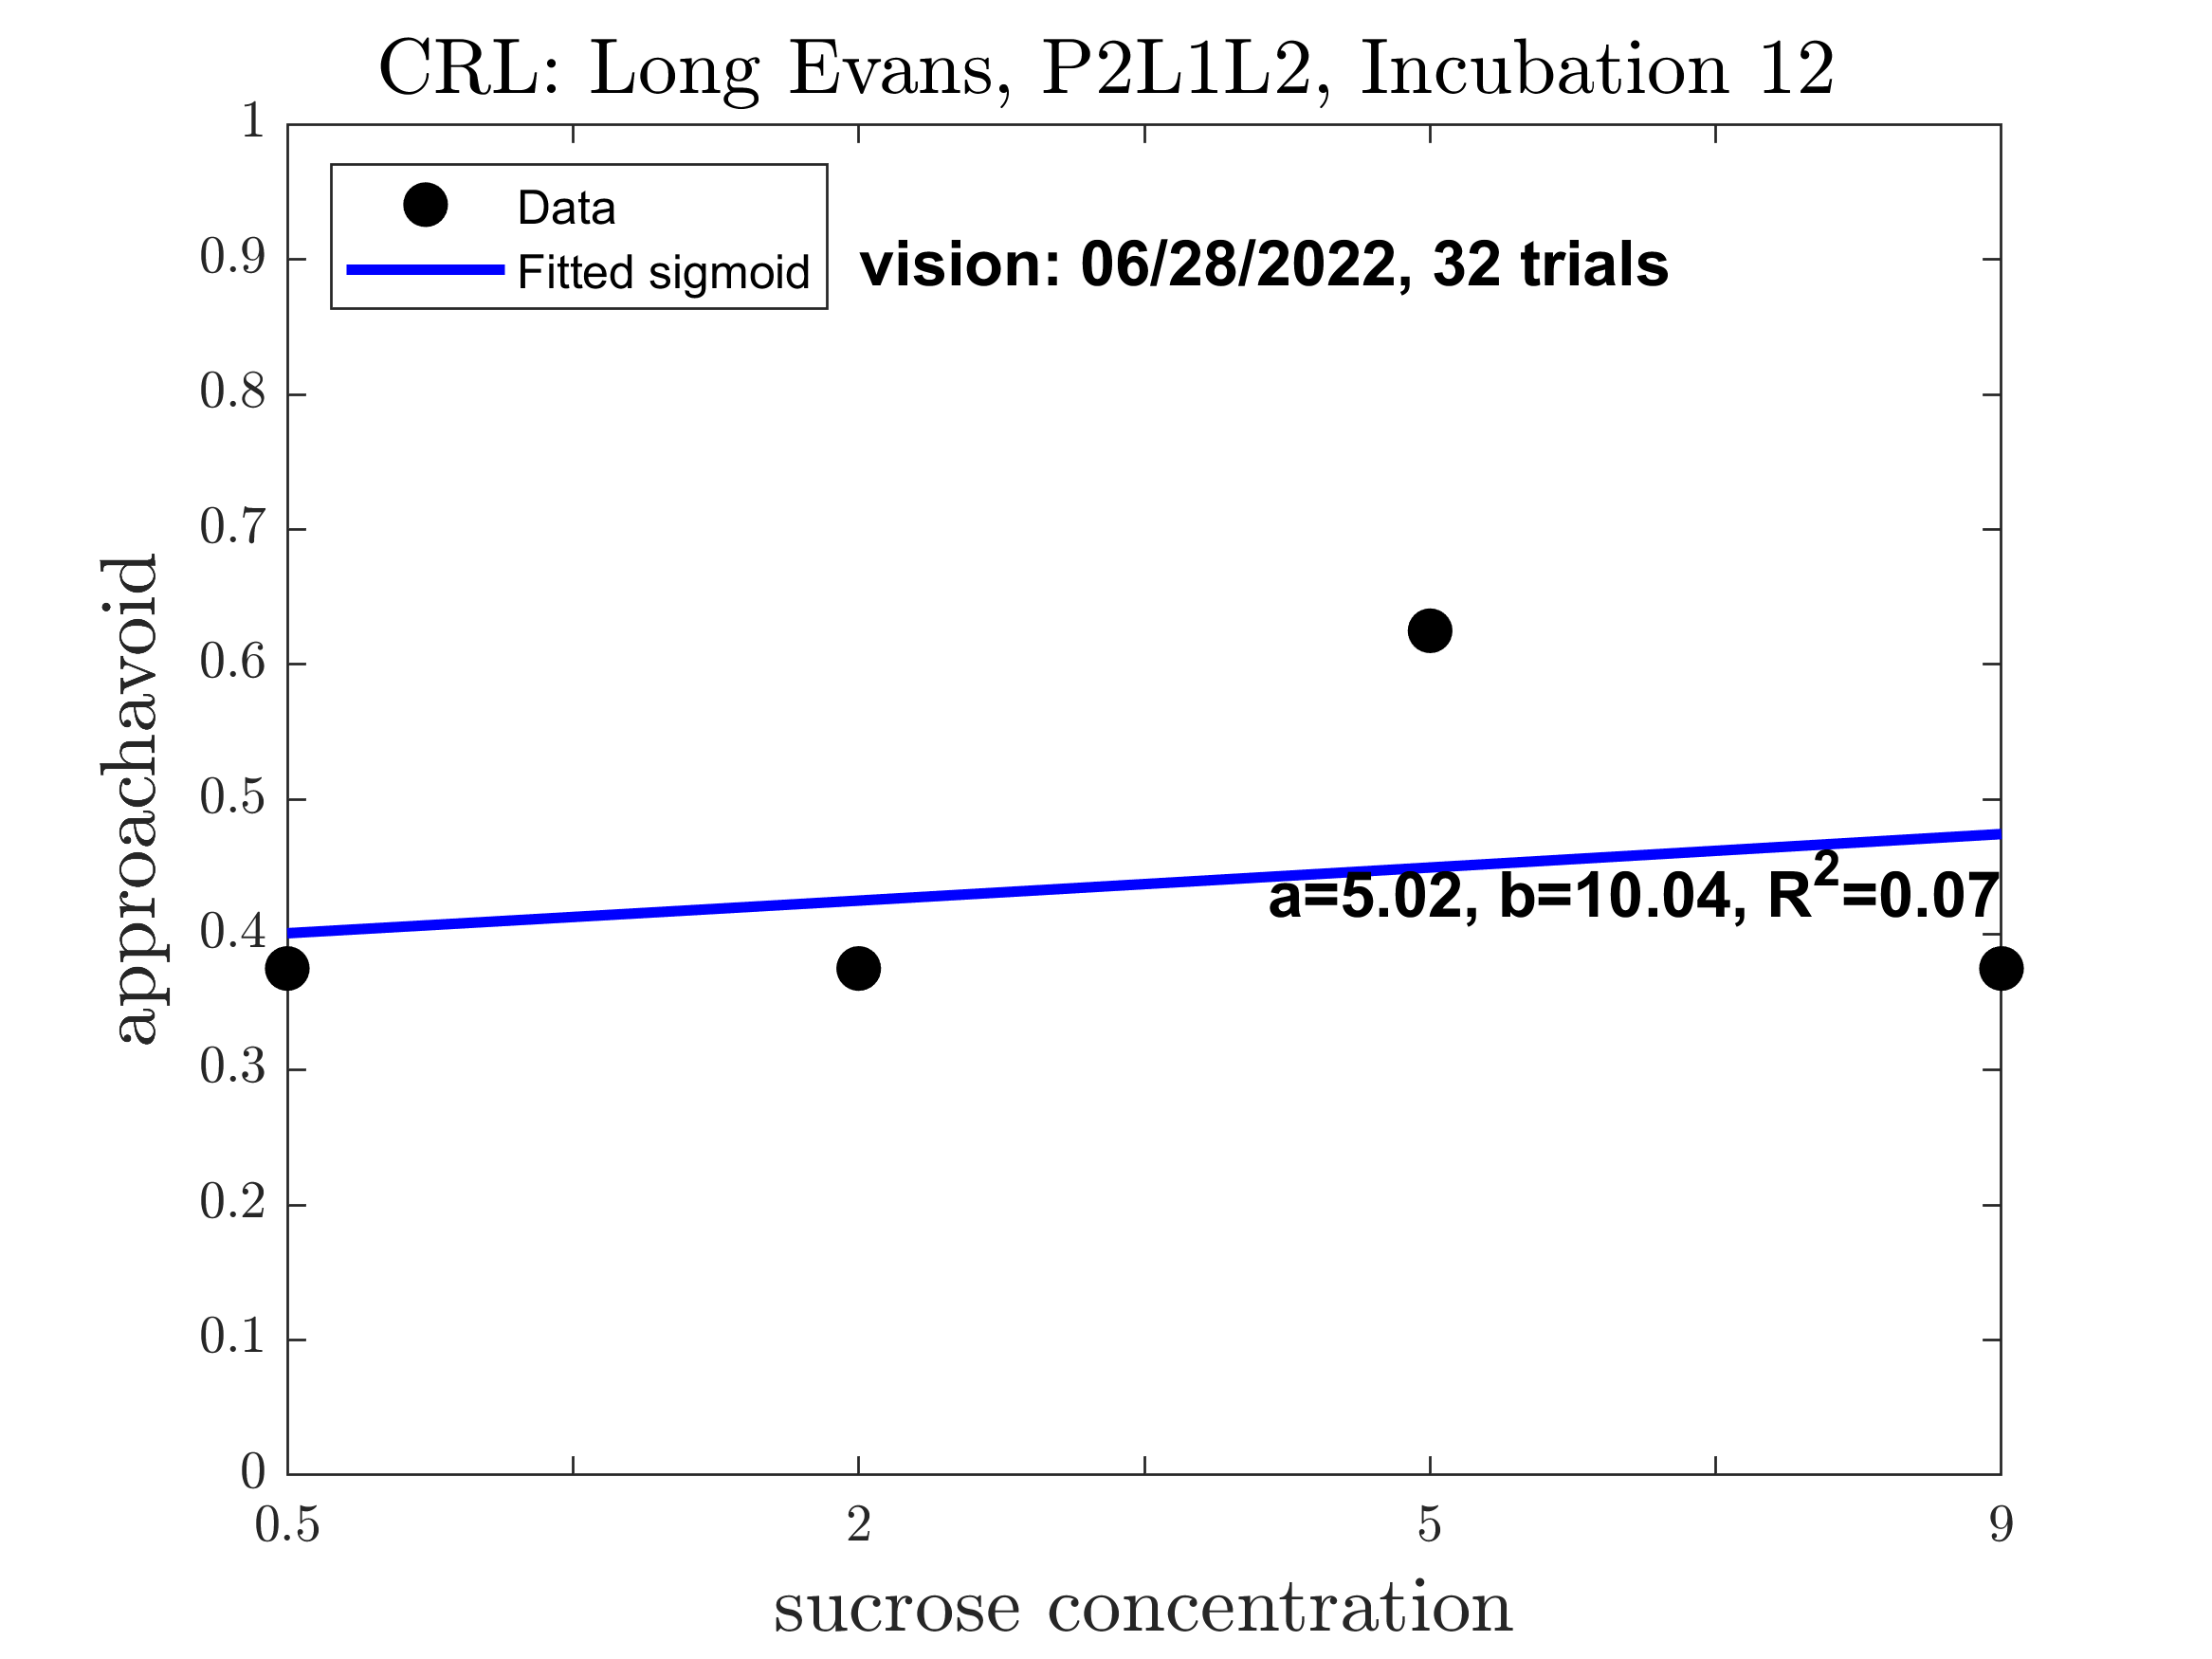 CRL: Long Evans, P2L1L2, Incubation 12
1
Data
Fitted sigmoid
vision: 06/28/2022, 32 trials
0.9
0.8
0.7
0.6
0.5
0.4
0.3
0.2
0.1
0
approachavoid
a=5.02, b=10.04, R²=0.07
0.5 2 5 9
sucrose concentration